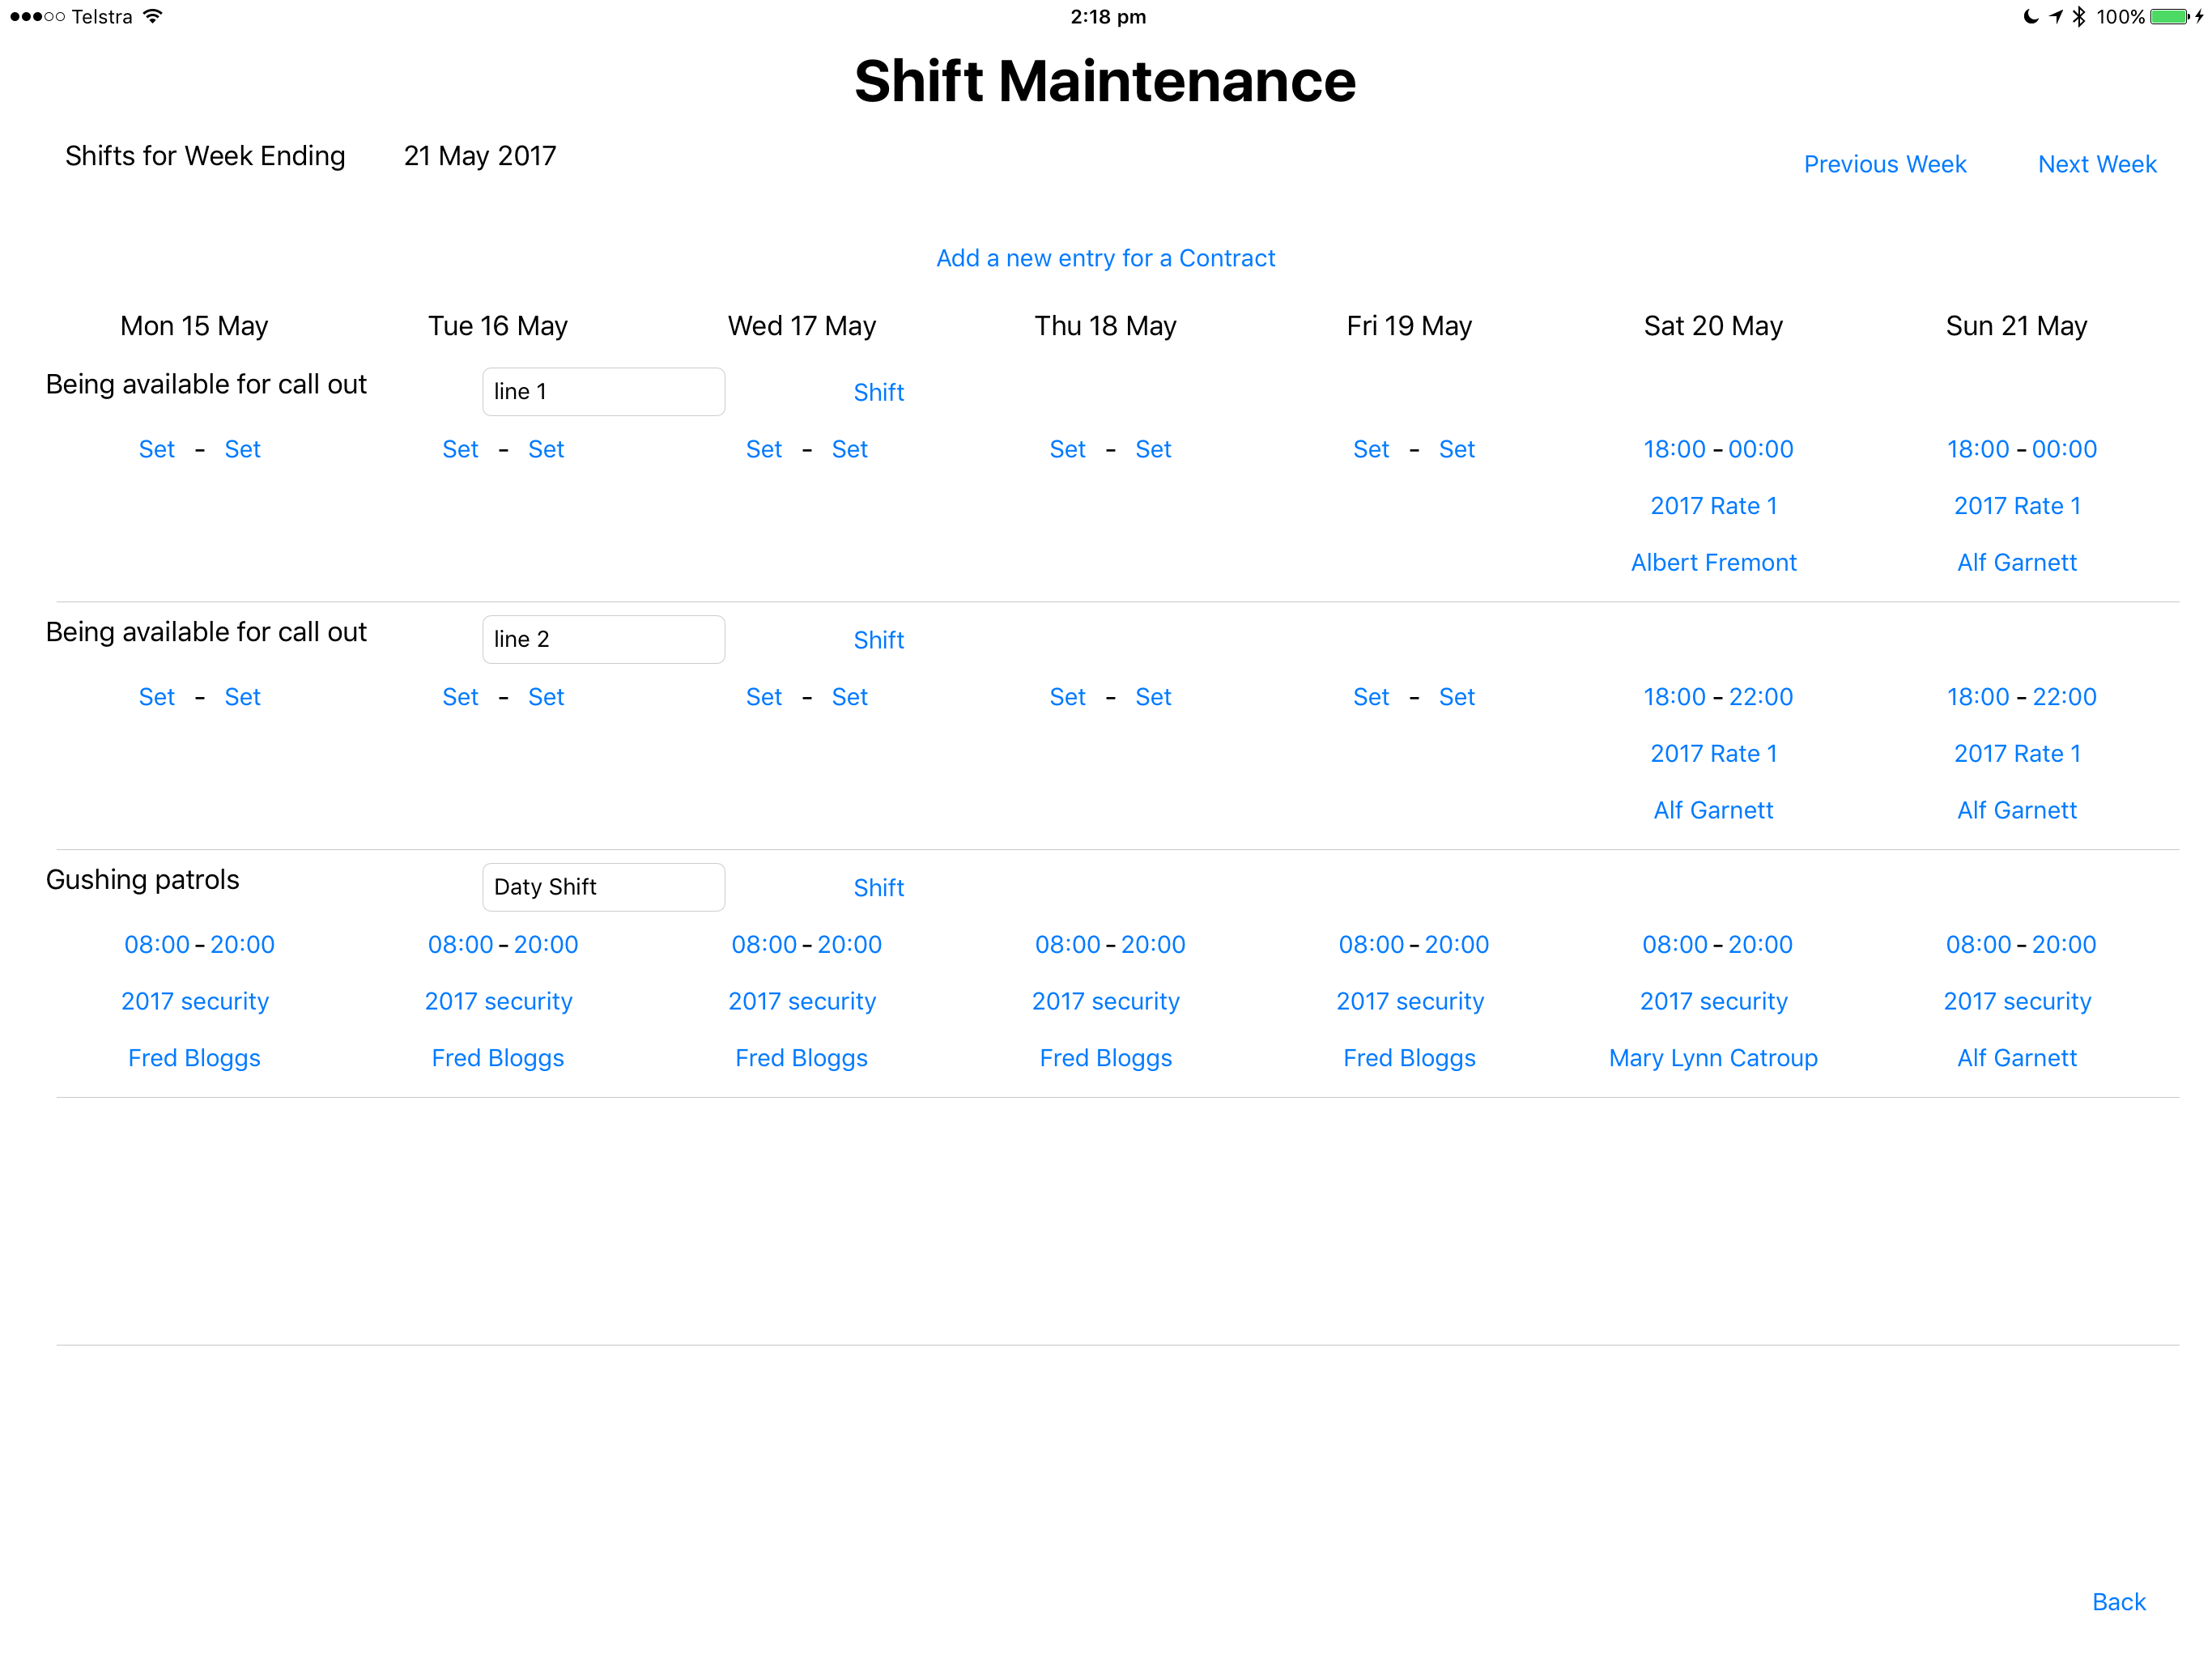 Telstra 2:18 pm 100%
Shift Maintenance
Shifts for Week Ending 21 May 2017 Previous Week Next Week
Add a new entry for a Contract
Mon 15 May Tue 16 May Wed 17 May Thu 18 May Fri 19 May Sat 20 May Sun 21 May
Being available for call out line 1 Shift
Set - Set Set - Set Set - Set Set - Set Set - Set 18:00 - 00:00 18:00 - 00:00
2017 Rate 1 2017 Rate 1
Albert Fremont Alf Garnett
Being available for call out line 2 Shift
Set - Set Set - Set Set - Set Set - Set Set - Set 18:00 - 22:00 18:00 - 22:00
2017 Rate 1 2017 Rate 1
Alf Garnett Alf Garnett
Gushing patrols Daty Shift Shift
08:00 - 20:00 08:00 - 20:00 08:00 - 20:00 08:00 - 20:00 08:00 - 20:00 08:00 - 20:00 08:00 - 20:00
2017 security 2017 security 2017 security 2017 security 2017 security 2017 security 2017 security
Fred Bloggs Fred Bloggs Fred Bloggs Fred Bloggs Fred Bloggs Mary Lynn Catroup Alf Garnett
Back